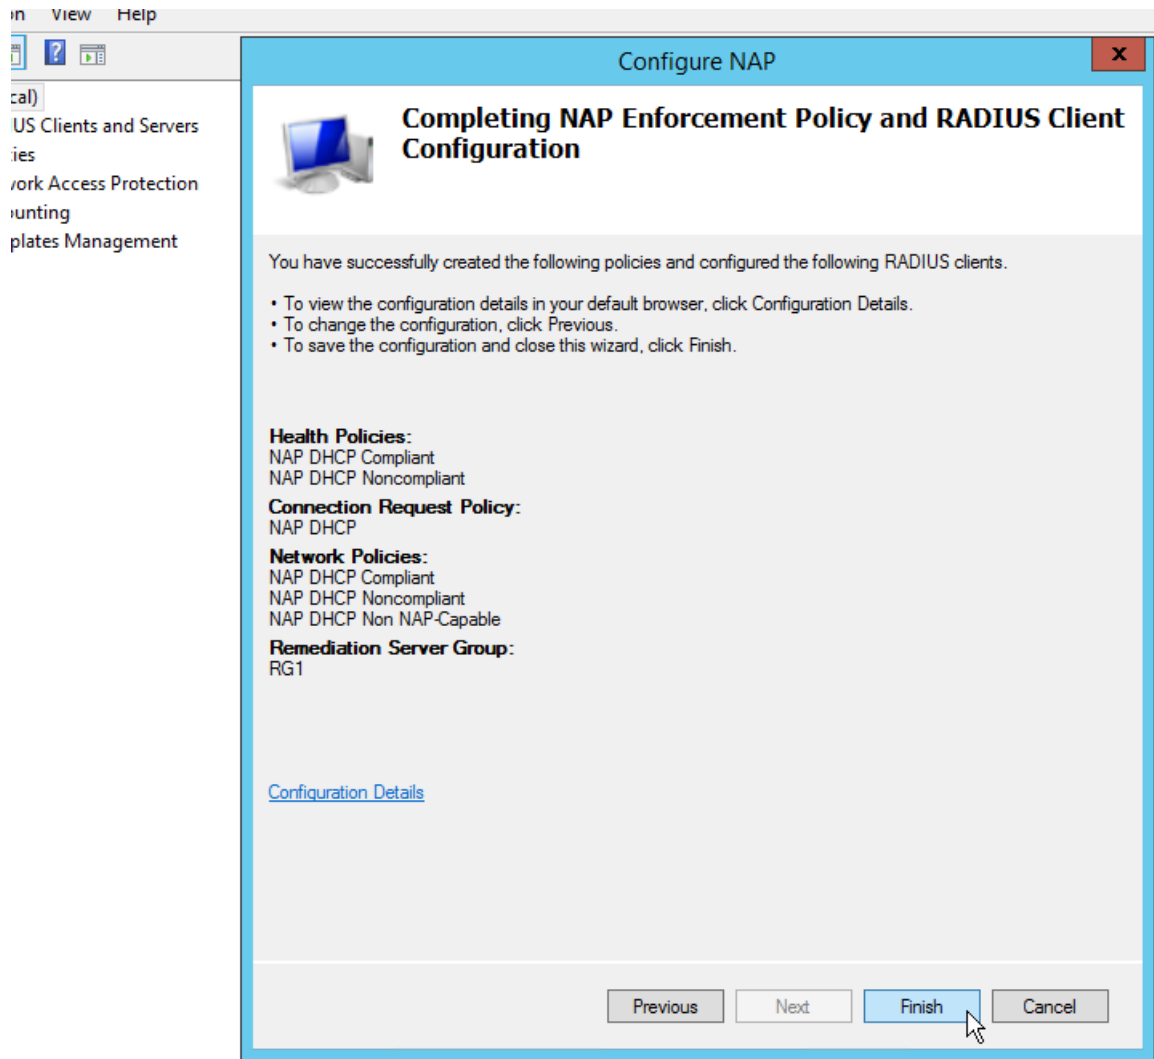 View Help
Configure NAP
x
US Clients and Servers
Access Protection
Management
Completing NAP Enforcement Policy and RADIUS Client
Configuration
You have successfully created the following policies and configured the following RADIUS clients.
• To view the configuration details in your default browser, click Configuration Details.
• To change the configuration, click Previous.
• To save the configuration and close this wizard, click Finish.
Health Policies:
NAP DHCP Compliant
NAP DHCP Noncompliant
Connection Request Policy:
NAP DHCP
Network Policies:
NAP DHCP Compliant
NAP DHCP Noncompliant
NAP DHCP Non NAP-Capable
Remediation Server Group:
RG1
Configuration Details
Previous Next Finish Cancel